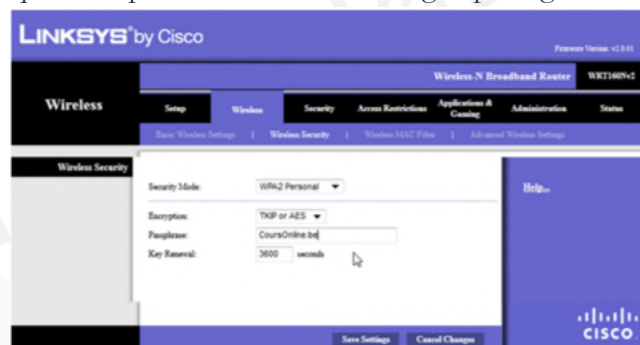 LINKSYS® by Cisco
Firmware Version: v2.0.01
Wireless-N Broadband Router WRT160Nv2
Wireless
Setup Wireless Security Access Restrictions Applications & Gaming Administration Status
Basic Wireless Settings | Wireless Security | Wireless MAC Filter | Advanced Wireless Settings
Wireless Security
Security Mode: WPA2 Personal
Help...
Encryption: TKIP or AES
Passphrase: CoursOnline.be
Key Renewal: 3600 seconds
Save Settings Cancel Changes
CISCO